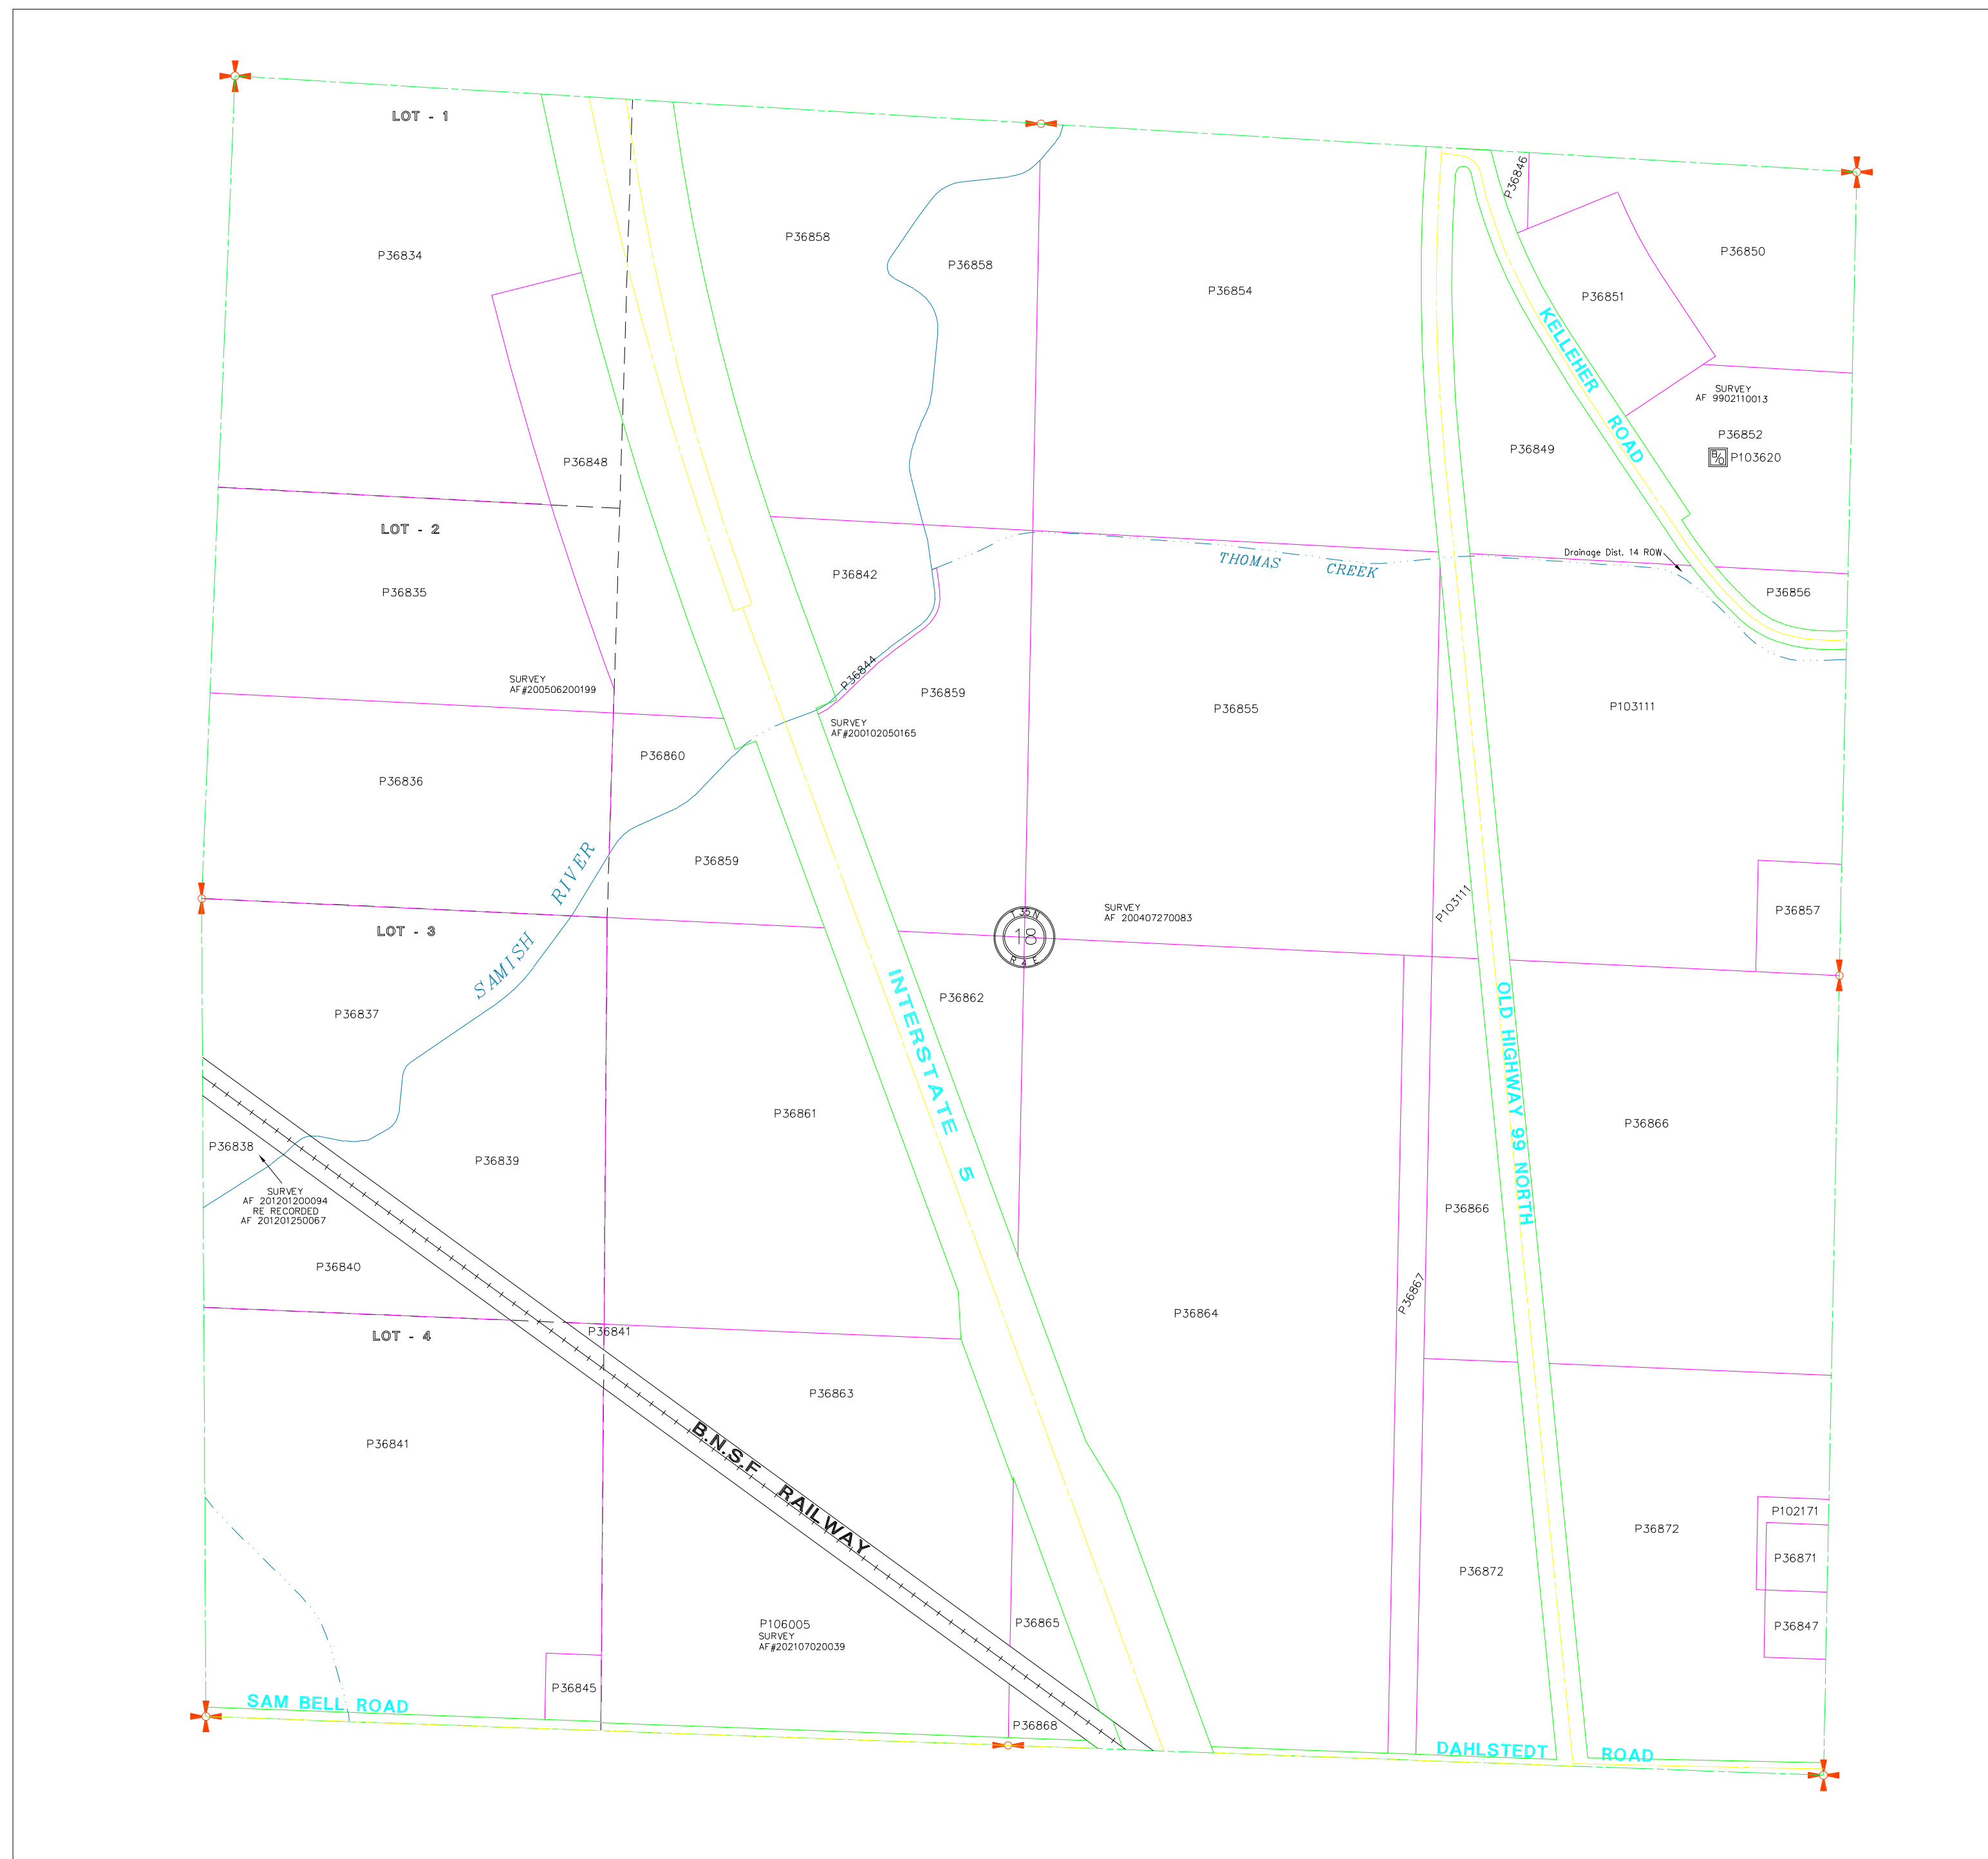 LOT - 1
P36846
P36834
P36858
P36858
P36854
P36850
P36851
KELLEHER ROAD
SURVEY
AF 9902110013
P36852
B/O P103620
P36848
P36849
LOT - 2
Drainage Dist. 14 ROW
THOMAS CREEK
P36842
P36835
P36856
SURVEY
AF#200506200199
P36844
P36859
P36855
P103111
SURVEY
AF#200102050165
P36860
P36836
SAMISH RIVER
P36859
P103111
P36857
SURVEY
AF 200407270083
T 35 N
18
R 4 E
LOT - 3
P36862
INTERSTATE 5
OLD HIGHWAY 99 NORTH
P36837
P36861
P36866
P36838
P36839
SURVEY
AF 201201200094
RE RECORDED
AF 201201250067
P36866
P36840
P36867
P36864
LOT - 4
P36841
P36863
P36841
B.N.S.F RAILWAY
P102171
P36872
P36871
P36872
P106005
SURVEY
AF#202107020039
P36865
P36847
P36845
SAM BELL ROAD
P36868
DAHLSTEDT ROAD